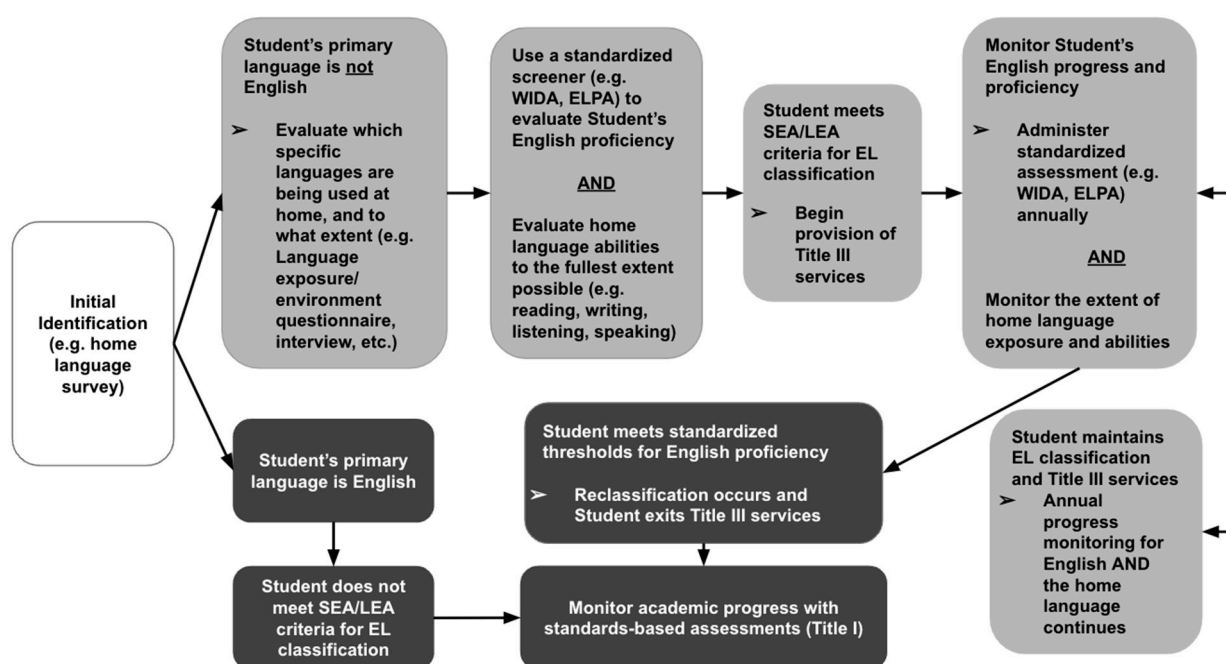 Initial
Identification
(e.g. home
language
survey)
Student's primary
language is not
English
➢ Evaluate which
specific
languages are
being used at
home, and to
what extent (e.g.
Language
exposure/
environment
questionnaire,
interview, etc.)
Use a standardized
screener (e.g.
WIDA, ELPA) to
evaluate Student's
English proficiency
AND
Evaluate home
language abilities
to the fullest extent
possible (e.g.
reading, writing,
listening, speaking)
Student meets
SEA/LEA
criteria for EL
classification
➢ Begin
provision of
Title III
services
Monitor Student's
English progress and
proficiency
➢ Administer
standardized
assessment (e.g.
WIDA, ELPA)
annually
AND
Monitor the extent of
home language
exposure and abilities
Student's primary
language is English
Student meets standardized
thresholds for English proficiency
➢ Reclassification occurs and
Student exits Title III services
Student maintains
EL classification
and Title III services
➢ Annual
progress
monitoring for
English AND
the home
language
continues
Student does not
meet SEA/LEA
criteria for EL
classification
Monitor academic progress with
standards-based assessments (Title I)